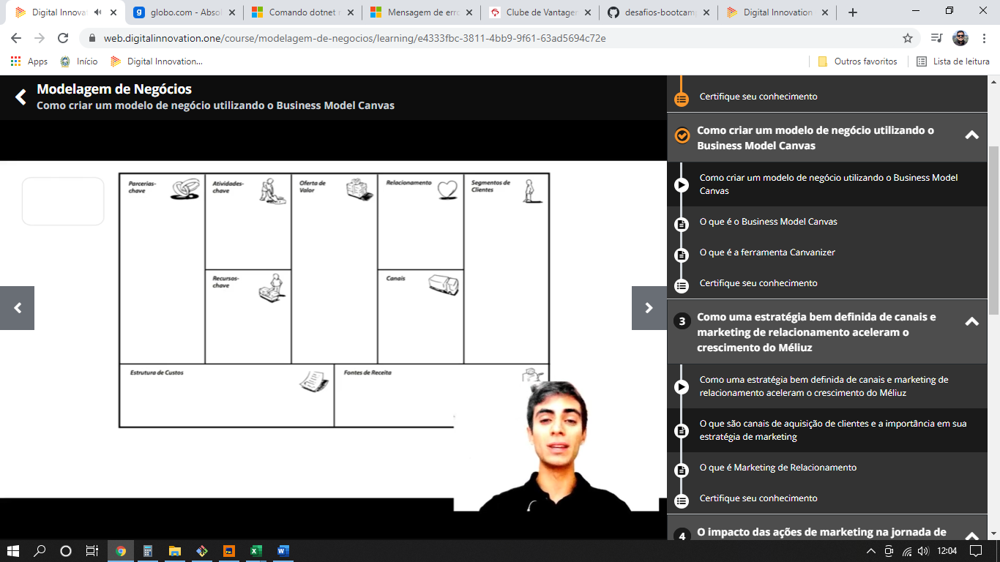 Digital Innovat
globo.com - Absol
Comando dotnet r
Mensagem de erro
Clube de Vantagen
desafios-bootcamp
Digital Innovation
web.digitalinnovation.one/course/modelagem-de-negocios/learning/e4333fbc-3811-4bb9-9f61-63ad5694c72e
Apps
Início
Digital Innovation...
Outros favoritos
Lista de leitura
Modelagem de Negócios
Como criar um modelo de negócio utilizando o Business Model Canvas
Parcerias-
chave
Atividades-
chave
Oferta de
Valor
Relacionamento
Segmentos de
Clientes
Recursos-
chave
Canais
Estrutura de Custos
Fontes de Receita
Certifique seu conhecimento
Como criar um modelo de negócio utilizando o
Business Model Canvas
Como criar um modelo de negócio utilizando o Business Model
Canvas
O que é o Business Model Canvas
O que é a ferramenta Canvanizer
Certifique seu conhecimento
3
Como uma estratégia bem definida de canais e
marketing de relacionamento aceleram o
crescimento do Méliuz
Como uma estratégia bem definida de canais e marketing de
relacionamento aceleram o crescimento do Méliuz
O que são canais de aquisição de clientes e a importância em sua
estratégia de marketing
O que é Marketing de Relacionamento
Certifique seu conhecimento
4
O impacto das ações de marketing na jornada de
12:04